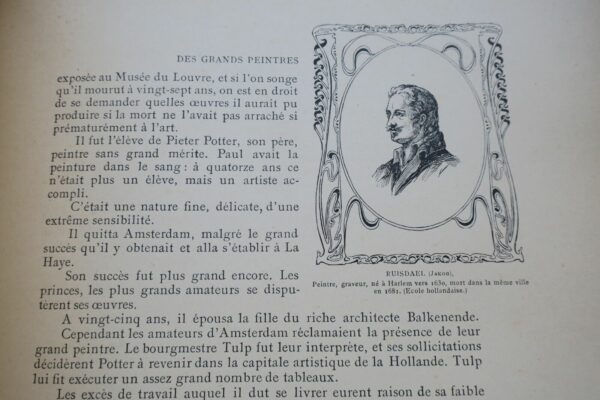 DES GRANDS PEINTRES
exposée au Musée du Louvre, et si l'on songe
qu'il mourut à vingt-sept ans, on est en droit
de se demander quelles œuvres il aurait pu
produire si la mort ne l'avait pas arraché si
prématurément à l'art.
Il fut l'élève de Pieter Potter, son père,
peintre sans grand mérite. Paul avait la
peinture dans le sang : à quatorze ans ce
n'était plus un élève, mais un artiste ac-
compli.
C'était une nature fine, délicate, d'une
extrême sensibilité.
Il quitta Amsterdam, malgré le grand
succès qu'il y obtenait et alla s'établir à La
Haye.
Son succès fut plus grand encore. Les
princes, les plus grands amateurs se dispu-
tèrent ses œuvres.
RUISDAEL (Jakob),
Peintre, graveur, né à Harlem vers 1630, mort dans la même ville
en 1682. (École hollandaise.)
A vingt-cinq ans, il épousa la fille du riche architecte Balkenende.
Cependant les amateurs d'Amsterdam réclamaient la présence de leur
grand peintre. Le bourgmestre Tulp fut leur interprète, et ses sollicitations
décidèrent Potter à revenir dans la capitale artistique de la Hollande. Tulp
lui fit exécuter un assez grand nombre de tableaux.
Les excès de travail auquel il dut se livrer eurent raison de sa faible